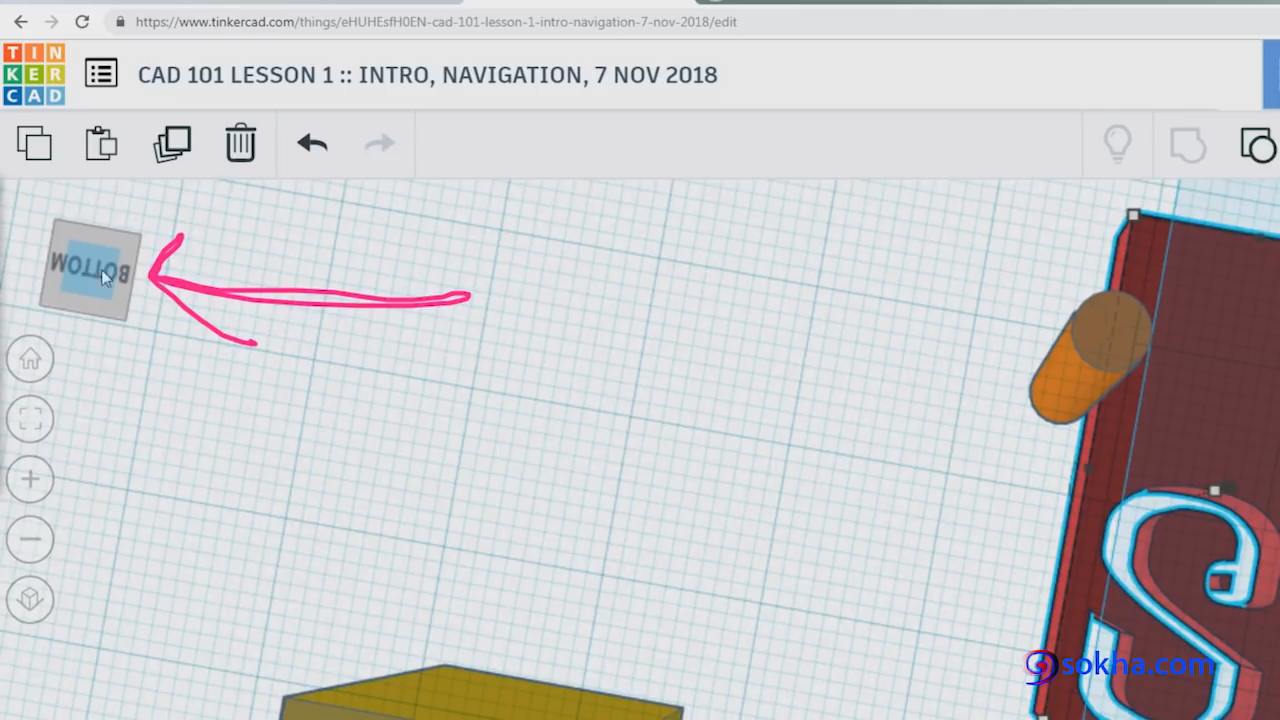 https://www.tinkercad.com/things/eHUHEsfH0EN-cad-101-lesson-1-intro-navigation-7-nov-2018/edit
TIN
KER
CAD
CAD 101 LESSON 1 :: INTRO, NAVIGATION, 7 NOV 2018
BOTTOM
S
sokha.com